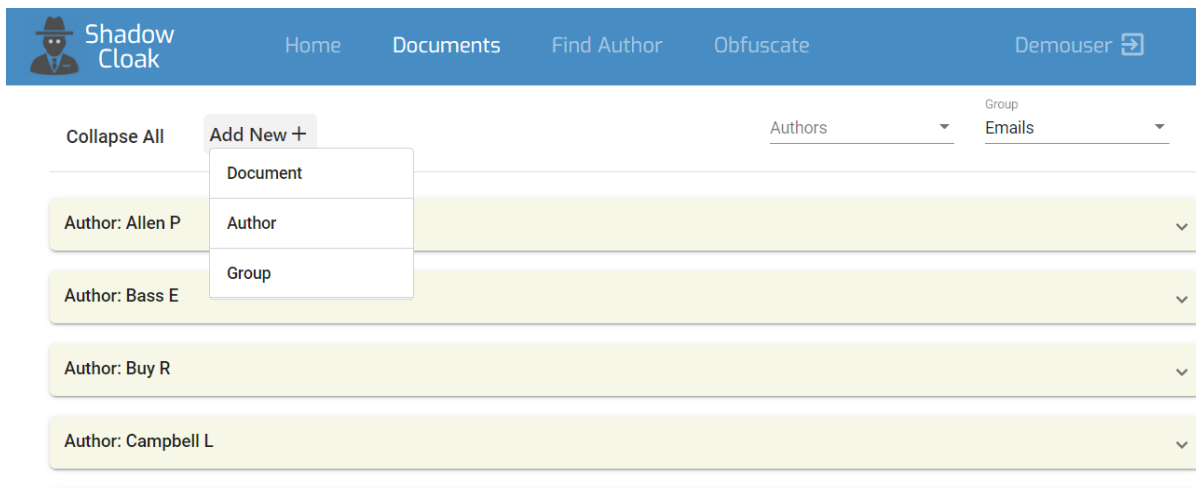 Shadow
Cloak
Home Documents Find Author Obfuscate Demouser
Collapse All Add New + Authors Group
Emails
Document
Author
Group
Author: Allen P
Author: Bass E
Author: Buy R
Author: Campbell L